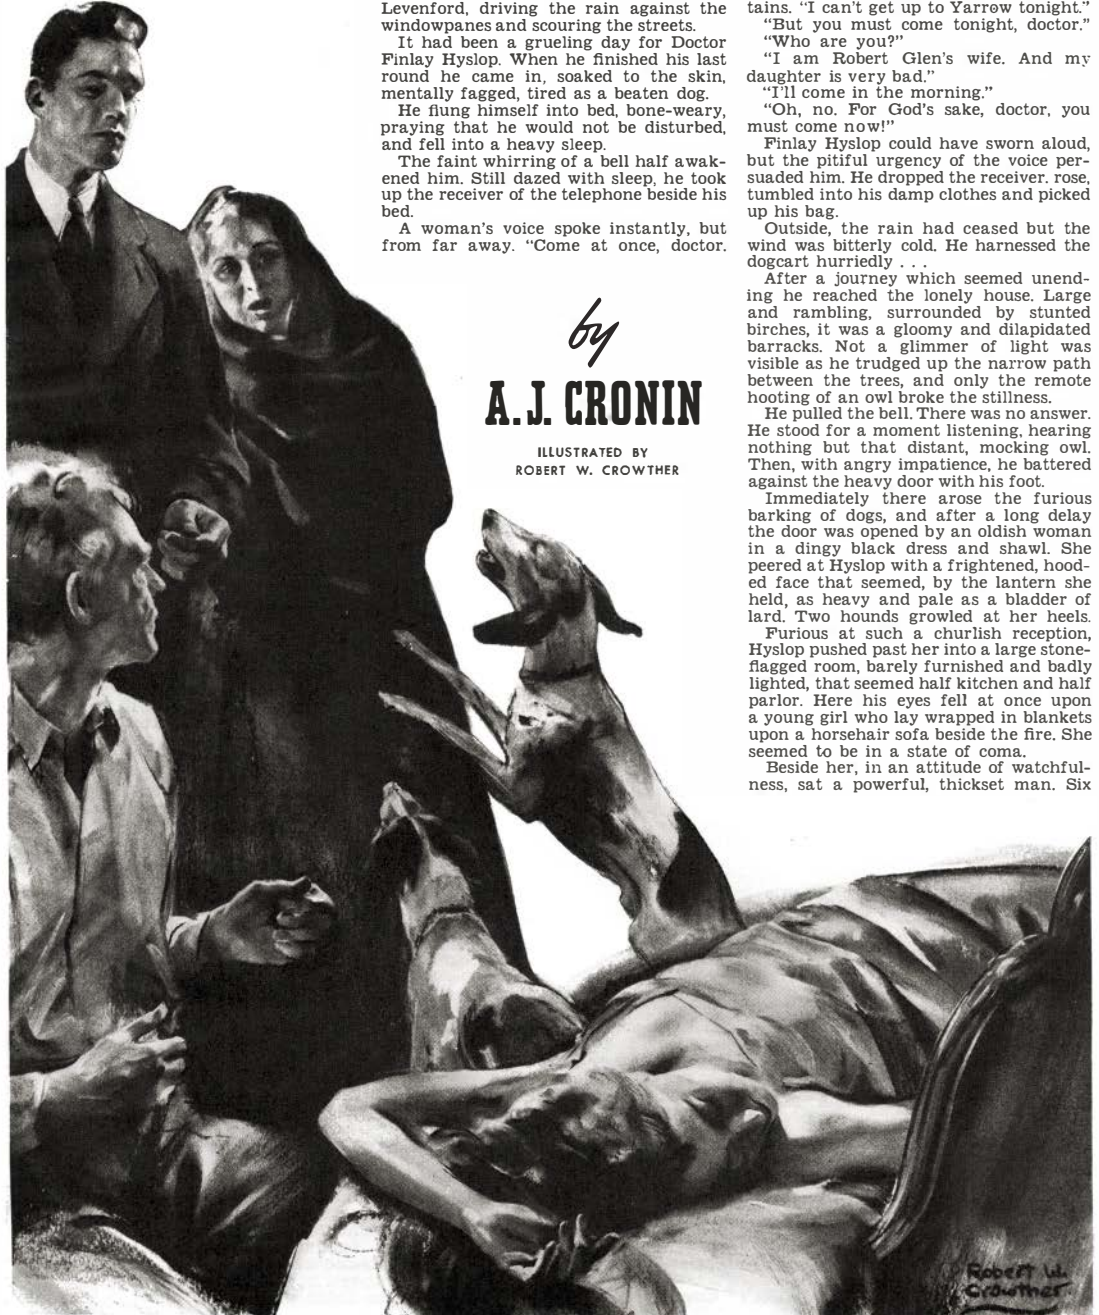 Levenford, driving the rain against the
windowpanes and scouring the streets.
It had been a grueling day for Doctor
Finlay Hyslop. When he finished his last
round he came in, soaked to the skin,
mentally fagged, tired as a beaten dog.
He flung himself into bed, bone-weary,
praying that he would not be disturbed,
and fell into a heavy sleep.
The faint whirring of a bell half awak-
ened him. Still dazed with sleep, he took
up the receiver of the telephone beside his
bed.
A woman's voice spoke instantly, but
from far away. "Come at once, doctor.
by
A. J. CRONIN
ILLUSTRATED BY
ROBERT W. CROWTHER
tains. "I can't get up to Yarrow tonight."
"But you must come tonight, doctor."
"Who are you?"
"I am Robert Glen's wife. And my
daughter is very bad."
"I'll come in the morning."
"Oh, no. For God's sake, doctor, you
must come now!"
Finlay Hyslop could have sworn aloud,
but the pitiful urgency of the voice per-
suaded him. He dropped the receiver. rose,
tumbled into his damp clothes and picked
up his bag.
Outside, the rain had ceased but the
wind was bitterly cold. He harnessed the
dogcart hurriedly . . .
After a journey which seemed unend-
ing he reached the lonely house. Large
and rambling, surrounded by stunted
birches, it was a gloomy and dilapidated
barracks. Not a glimmer of light was
visible as he trudged up the narrow path
between the trees, and only the remote
hooting of an owl broke the stillness.
He pulled the bell. There was no answer.
He stood for a moment listening, hearing
nothing but that distant, mocking owl.
Then, with angry impatience, he battered
against the heavy door with his foot.
Immediately there arose the furious
barking of dogs, and after a long delay
the door was opened by an oldish woman
in a dingy black dress and shawl. She
peered at Hyslop with a frightened, hood-
ed face that seemed, by the lantern she
held, as heavy and pale as a bladder of
lard. Two hounds growled at her heels.
Furious at such a churlish reception,
Hyslop pushed past her into a large stone-
flagged room, barely furnished and badly
lighted, that seemed half kitchen and half
parlor. Here his eyes fell at once upon
a young girl who lay wrapped in blankets
upon a horsehair sofa beside the fire. She
seemed to be in a state of coma.
Beside her, in an attitude of watchful-
ness, sat a powerful, thickset man. Six
Robert W.
Crowther